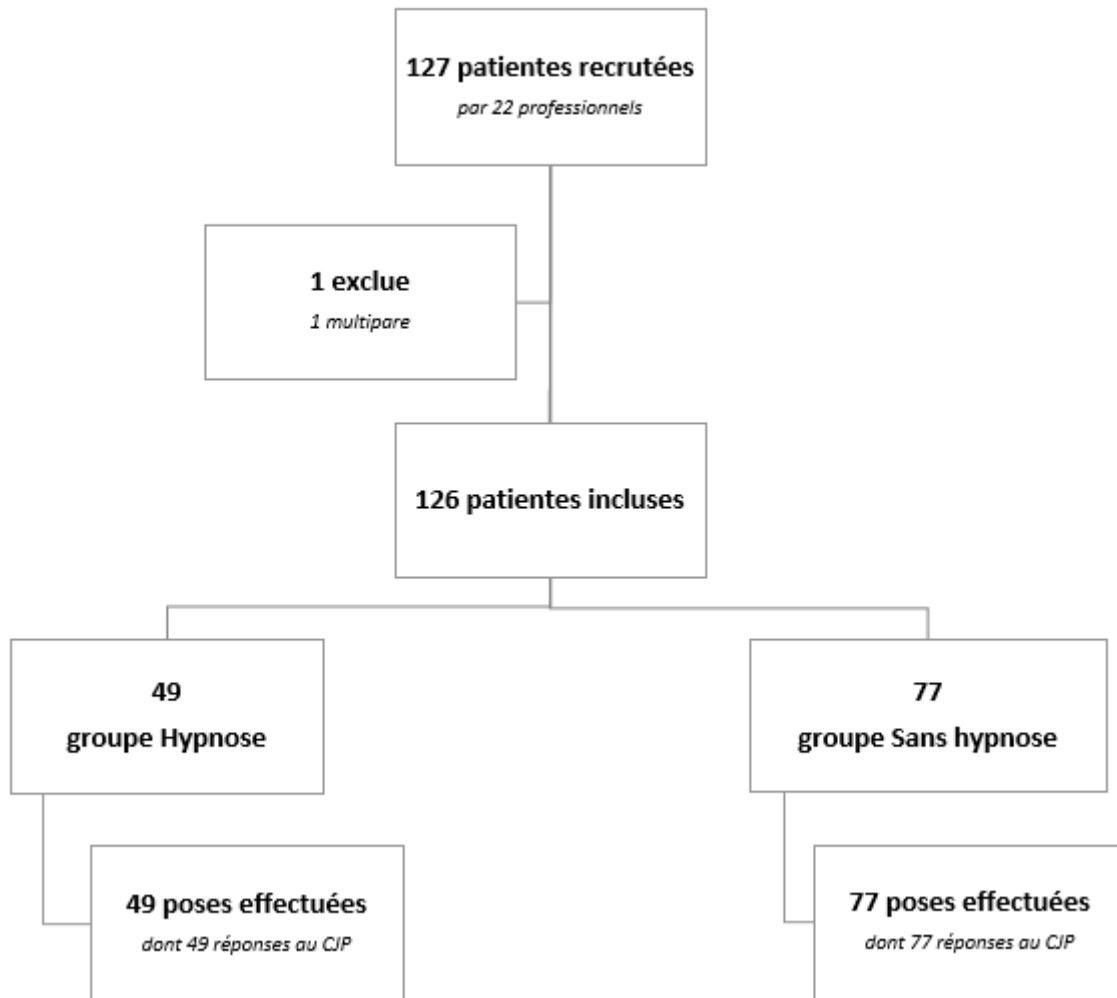 127 patientes recrutées
par 22 professionnels
1 exclue
1 multipare
126 patientes incluses
49
groupe Hypnose
77
groupe Sans hypnose
49 poses effectuées
dont 49 réponses au CJP
77 poses effectuées
dont 77 réponses au CJP